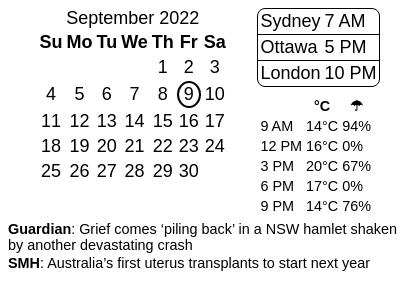 September 2022
Su Mo Tu We Th Fr Sa
1 2 3
4 5 6 7 8 9 10
11 12 13 14 15 16 17
18 19 20 21 22 23 24
25 26 27 28 29 30
Sydney 7 AM
Ottawa 5 PM
London 10 PM
°C ☂
9 AM 14°C 94%
12 PM 16°C 0%
3 PM 20°C 67%
6 PM 17°C 0%
9 PM 14°C 76%
Guardian: Grief comes ‘piling back’ in a NSW hamlet shaken
by another devastating crash
SMH: Australia’s first uterus transplants to start next year